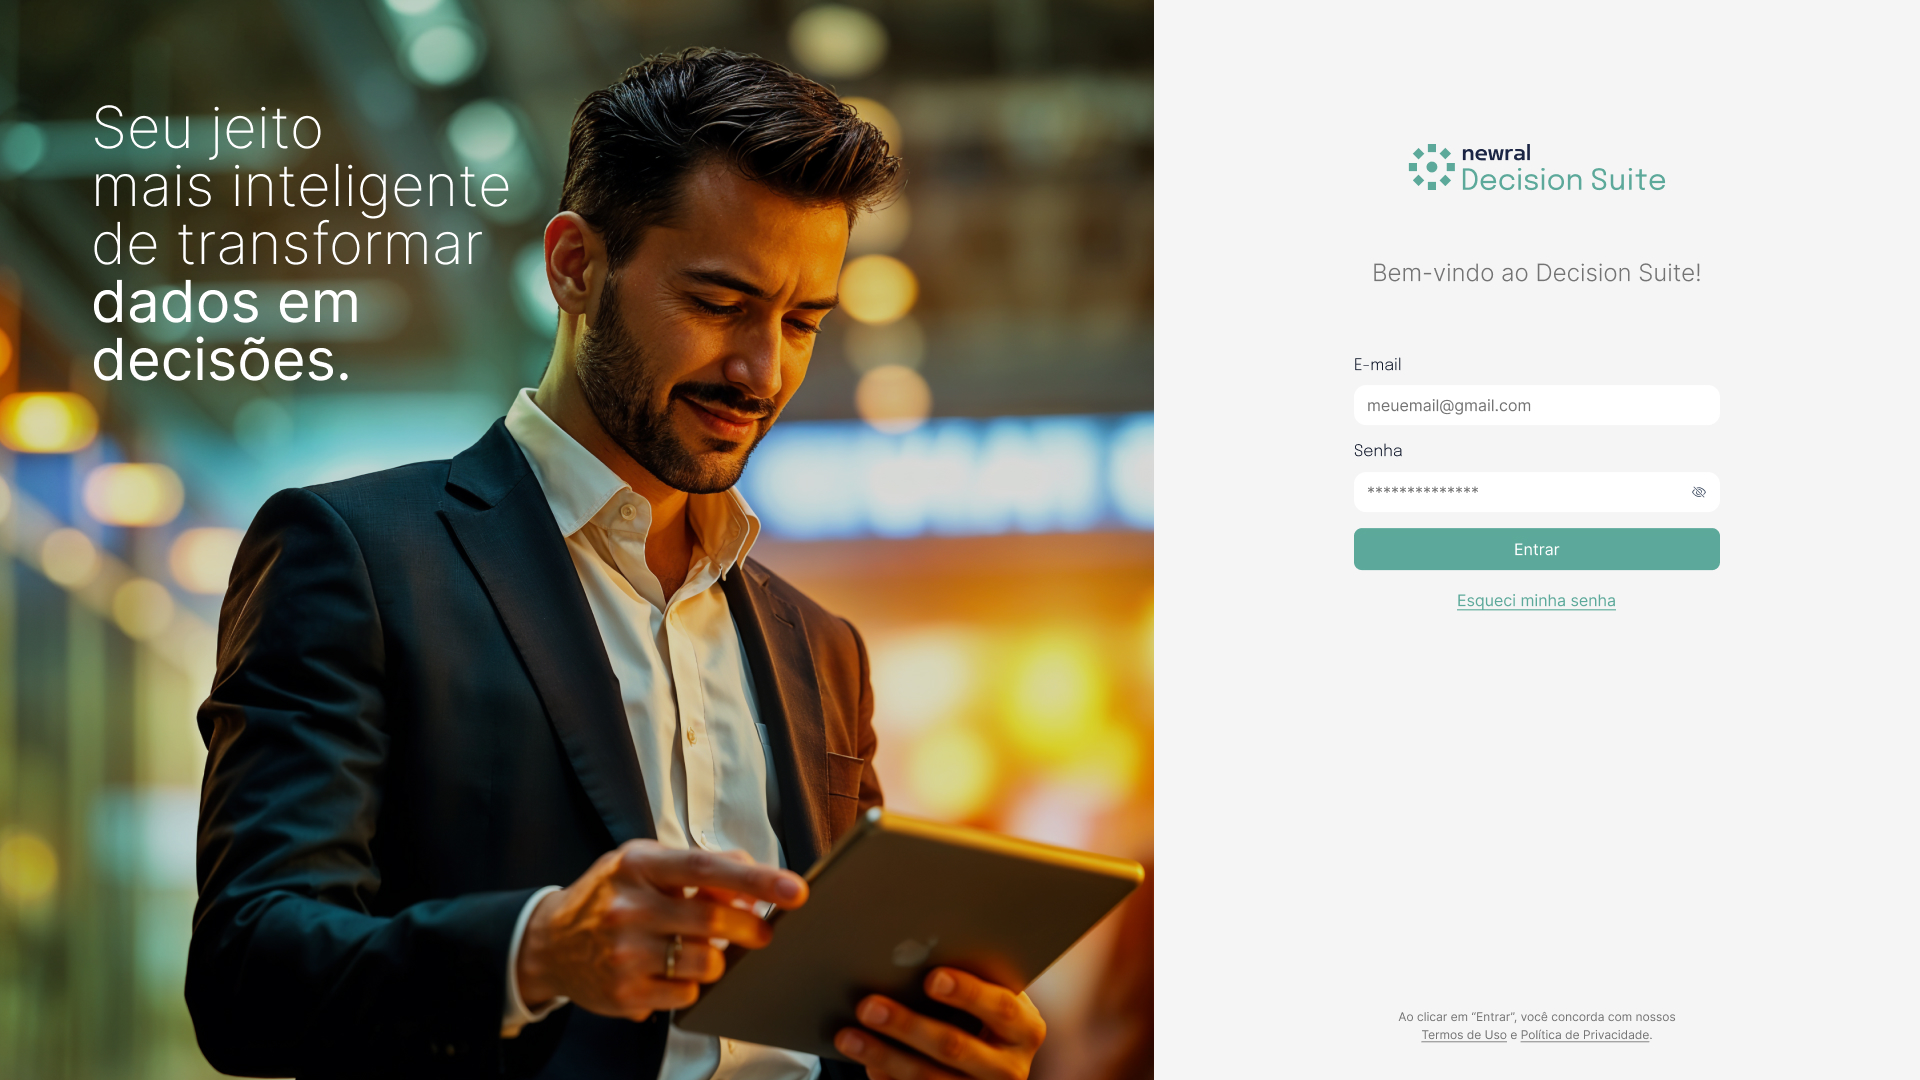 Seu jeito
mais inteligente
de transformar
dados em
decisões.
newral
Decision Suite
Bem-vindo ao Decision Suite!
E-mail
meuemail@gmail.com
Senha
**************
Entrar
Esqueci minha senha
Ao clicar em “Entrar”, você concorda com nossos
Termos de Uso e Política de Privacidade.